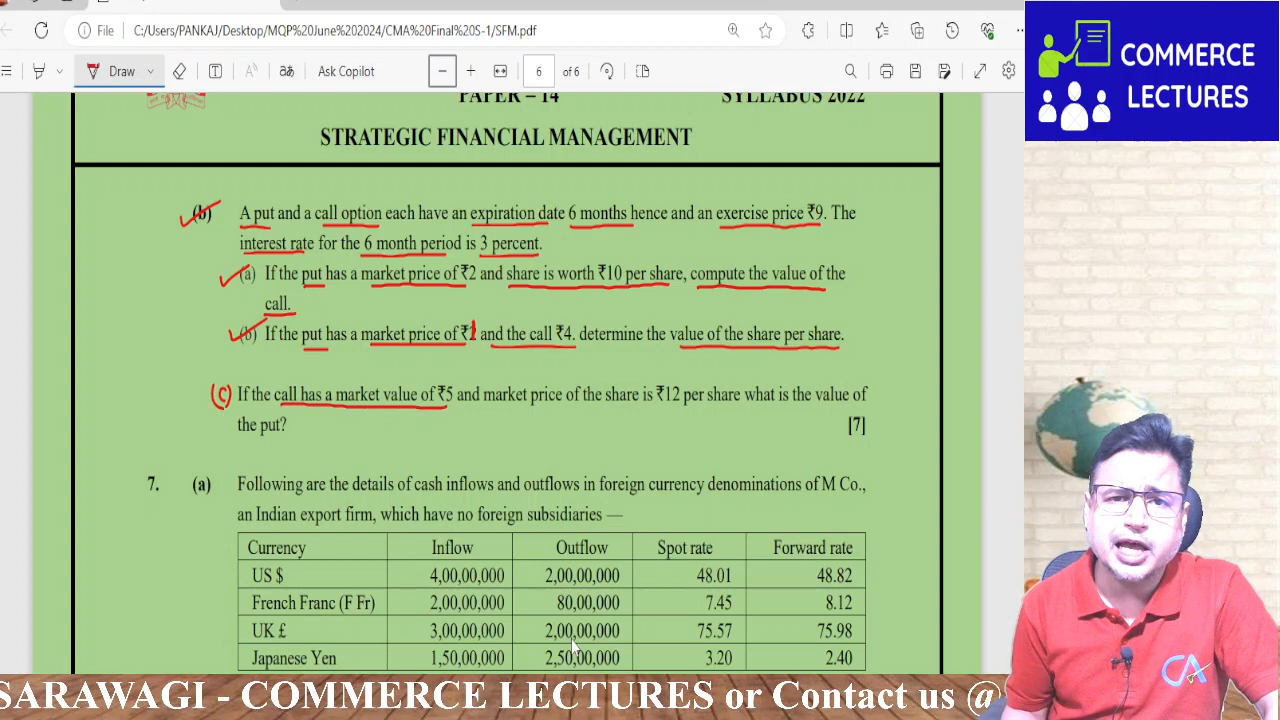 File C:/Users/PANKAJ/Desktop/MQP%20June%202024/CMA%20Final%20S-1/SFM.pdf
Draw T A aあ Ask Copilot 6 of 6
COMMERCE
LECTURES
PAPER – 14 SYLLABUS 2022
STRATEGIC FINANCIAL MANAGEMENT
(b) A put and a call option each have an expiration date 6 months hence and an exercise price ₹9. The
interest rate for the 6 month period is 3 percent.
(a) If the put has a market price of ₹2 and share is worth ₹10 per share, compute the value of the
call.
(b) If the put has a market price of ₹ and the call ₹4. determine the value of the share per share.
(c) If the call has a market value of ₹5 and market price of the share is ₹12 per share what is the value of
the put? [7]
7. (a) Following are the details of cash inflows and outflows in foreign currency denominations of M Co.,
an Indian export firm, which have no foreign subsidiaries —
Currency Inflow Outflow Spot rate Forward rate
US $ 4,00,00,000 2,00,00,000 48.01 48.82
French Franc (F Fr) 2,00,00,000 80,00,000 7.45 8.12
UK £ 3,00,00,000 2,00,00,000 75.57 75.98
Japanese Yen 1,50,00,000 2,50,00,000 3.20 2.40
CA
SARAWAGI - COMMERCE LECTURES or Contact us @